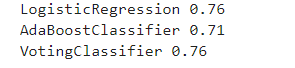 LogisticRegression 0.76
AdaBoostClassifier 0.71
VotingClassifier 0.76